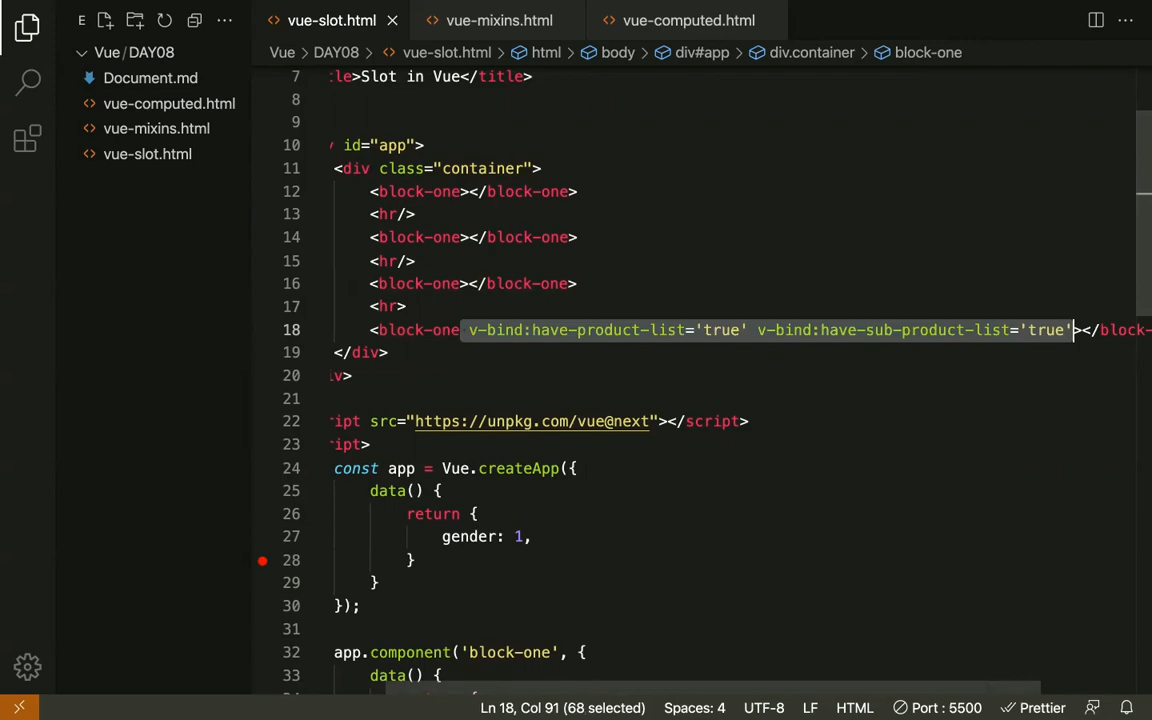 E
vue-slot.html
vue-mixins.html
vue-computed.html
Vue/DAY08
Document.md
vue-computed.html
vue-mixins.html
vue-slot.html
Vue > DAY08 > vue-slot.html > html > body > div#app > div.container > block-one
7 :le>Slot in Vue</title>
8
9
10 id="app">
11 <div class="container">
12 <block-one></block-one>
13 <hr/>
14 <block-one></block-one>
15 <hr/>
16 <block-one></block-one>
17 <hr>
18 <block-one v-bind:have-product-list='true' v-bind:have-sub-product-list='true'></block-
19 </div>
20 iv>
21
22 ript src="https://unpkg.com/vue@next"></script>
23 ript>
24 const app = Vue.createApp({
25 data() {
26 return {
27 gender: 1,
28 }
29 }
30 });
31
32 app.component('block-one', {
33 data() {
Ln 18, Col 91 (68 selected)
Spaces: 4
UTF-8
LF
HTML
Port : 5500
Prettier